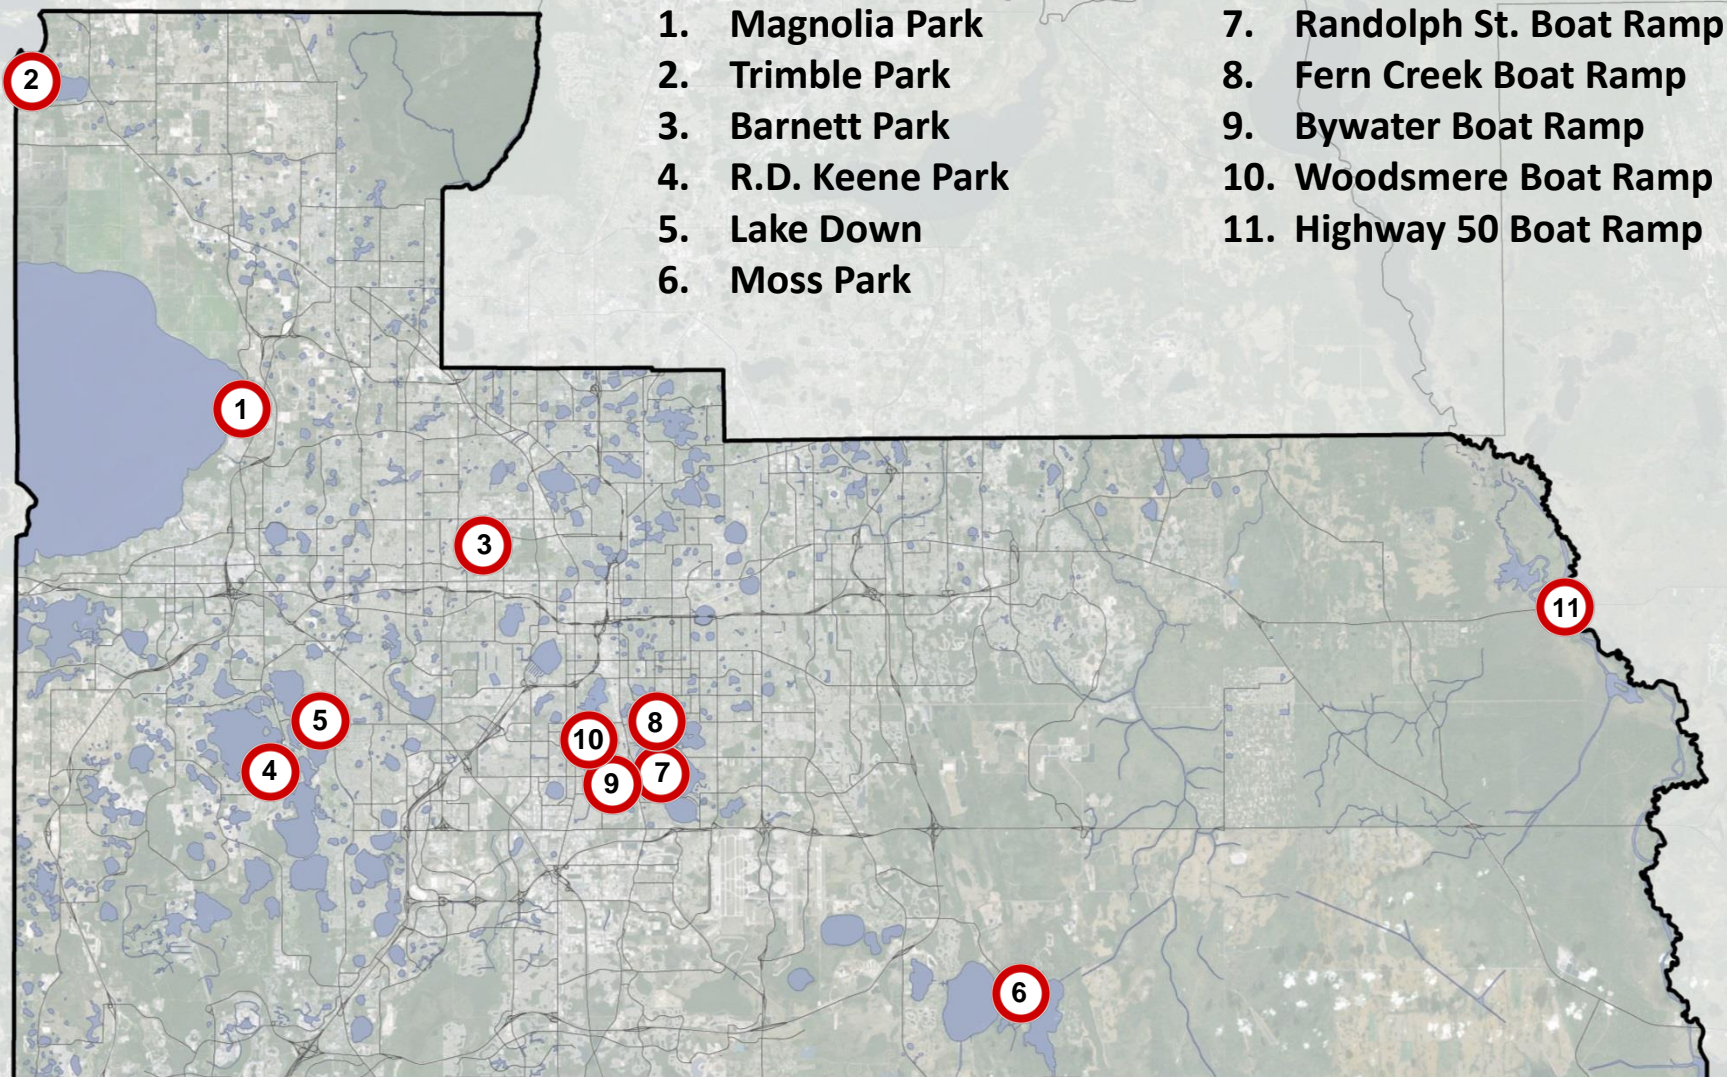 1. Magnolia Park
2. Trimble Park
3. Barnett Park
4. R.D. Keene Park
5. Lake Down
6. Moss Park
7. Randolph St. Boat Ramp
8. Fern Creek Boat Ramp
9. Bywater Boat Ramp
10. Woodsmere Boat Ramp
11. Highway 50 Boat Ramp
2
1
3
11
5
8
10
4
7
9
6